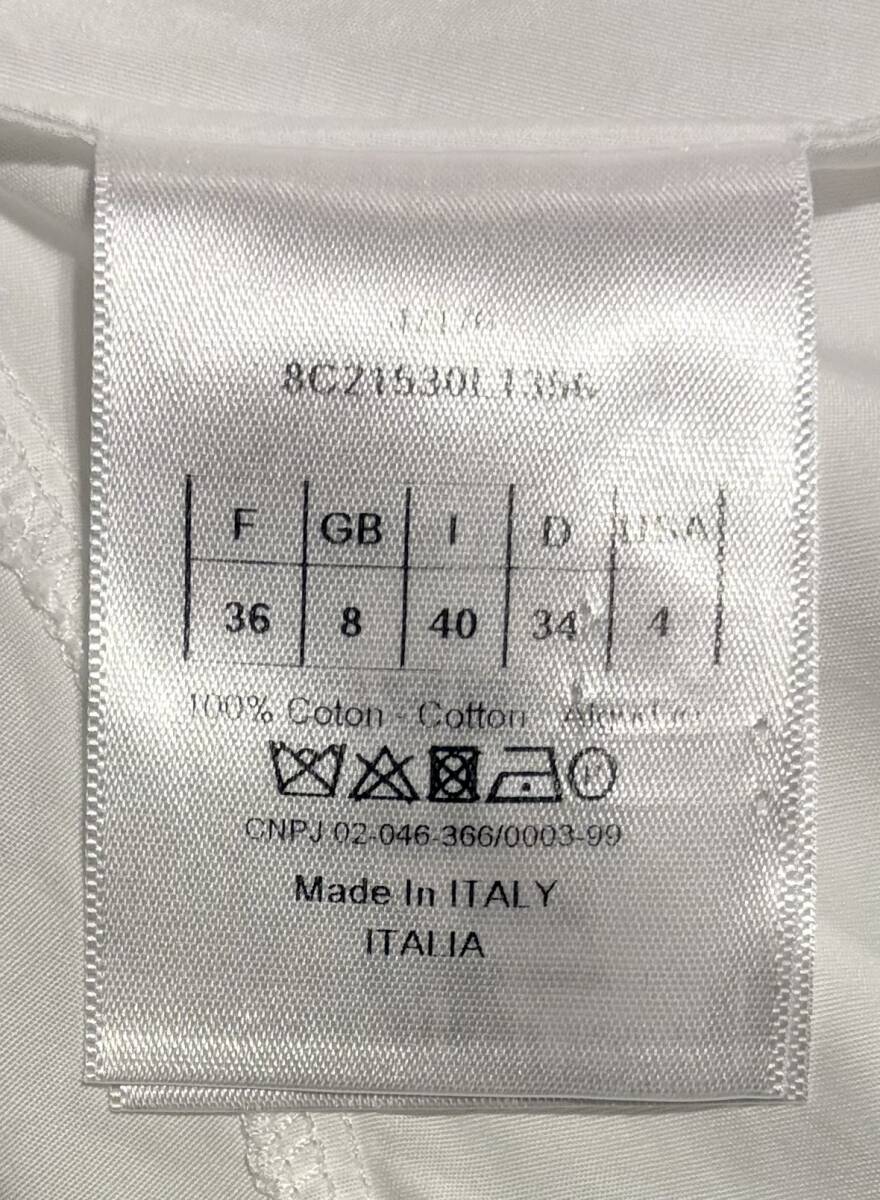 8C21530L1356
F GB I D USA
36 8 40 34 4
100% Coton - Cotton
CNPJ 02-046-366/0003-99
Made In ITALY
ITALIA